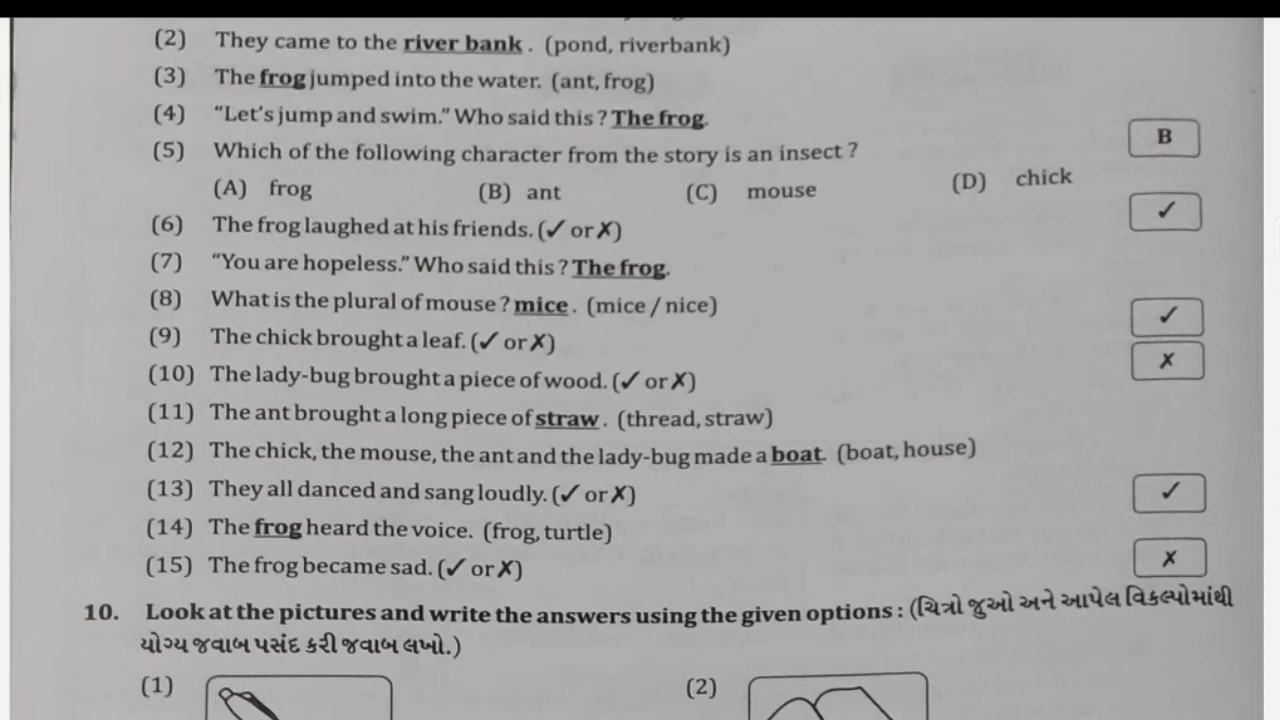 (2) They came to the river bank . (pond, riverbank)
(3) The frog jumped into the water. (ant, frog)
(4) “Let’s jump and swim.” Who said this ? The frog.
(5) Which of the following character from the story is an insect ? B
(A) frog (B) ant (C) mouse (D) chick
(6) The frog laughed at his friends. (✓ or ✗) ✓
(7) “You are hopeless.” Who said this ? The frog.
(8) What is the plural of mouse ? mice . (mice / nice)
(9) The chick brought a leaf. (✓ or ✗) ✓
(10) The lady-bug brought a piece of wood. (✓ or ✗) ✗
(11) The ant brought a long piece of straw . (thread, straw)
(12) The chick, the mouse, the ant and the lady-bug made a boat. (boat, house)
(13) They all danced and sang loudly. (✓ or ✗) ✓
(14) The frog heard the voice. (frog, turtle)
(15) The frog became sad. (✓ or ✗) ✗
10. Look at the pictures and write the answers using the given options : (ચિત્રો જુઓ અને આપેલ વિકલ્પોમાંથી
યોગ્ય જવાબ પસંદ કરી જવાબ લખો.)
(1) (2)